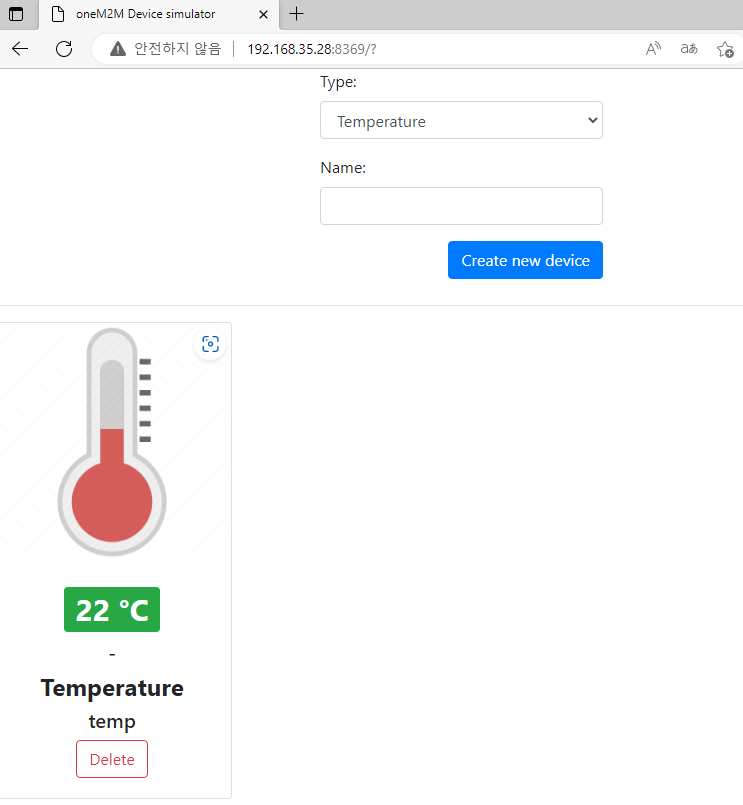 oneM2M Device simulator
안전하지 않음 192.168.35.28:8369/?
Type:
Temperature
Name:
Create new device
22 °C
-
Temperature
temp
Delete